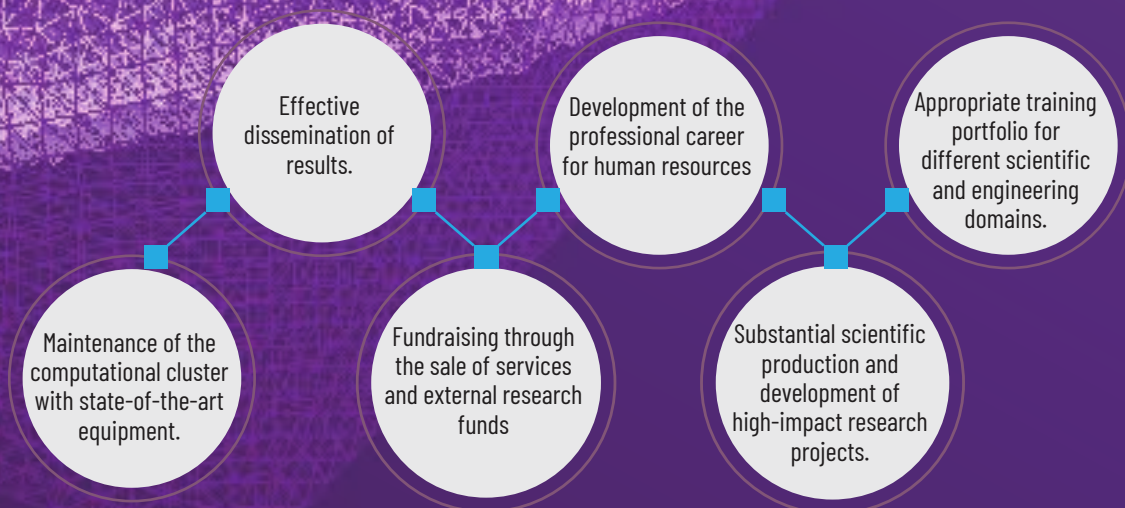 Maintenance of the
computational cluster
with state-of-the-art
equipment.
Effective
dissemination of
results.
Fundraising through
the sale of services
and external research
funds
Development of the
professional career
for human resources
Substantial scientific
production and
development of
high-impact research
projects.
Appropriate training
portfolio for
different scientific
and engineering
domains.